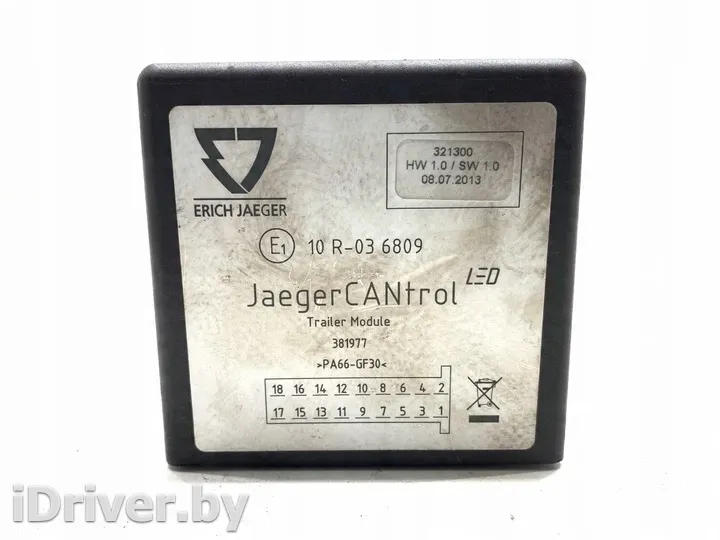 321300
HW 1.0 / SW 1.0
08.07.2013
ERICH JAEGER
E1 10 R-03 6809
JaegerCANtrol LED
Trailer Module
381977
>PA66-GF30<
18 16 14 12 10 8 6 4 2
17 15 13 11 9 7 5 3 1
iDriver.by